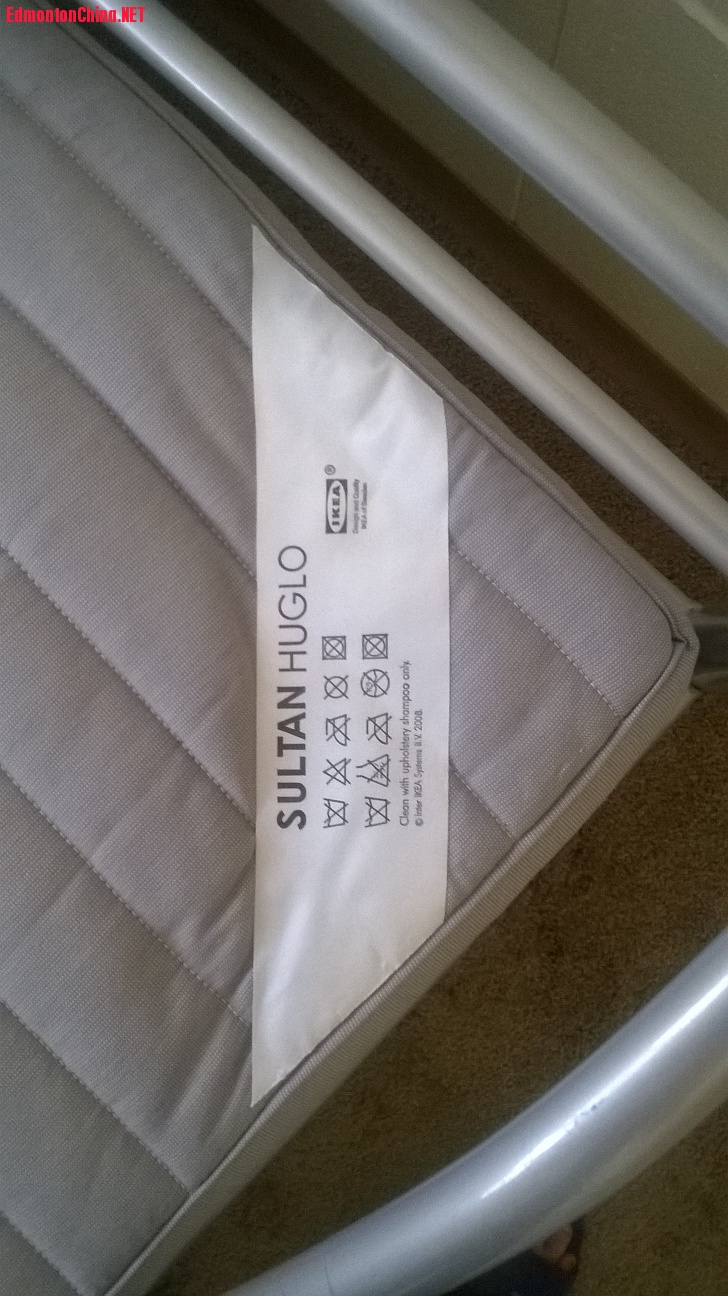 EdmontonChina.NET
SULTAN HUGLO
IKEA®
Design and Quality
IKEA of Sweden
Clean with upholstery shampoo only.
© Inter IKEA Systems B.V. 2008.